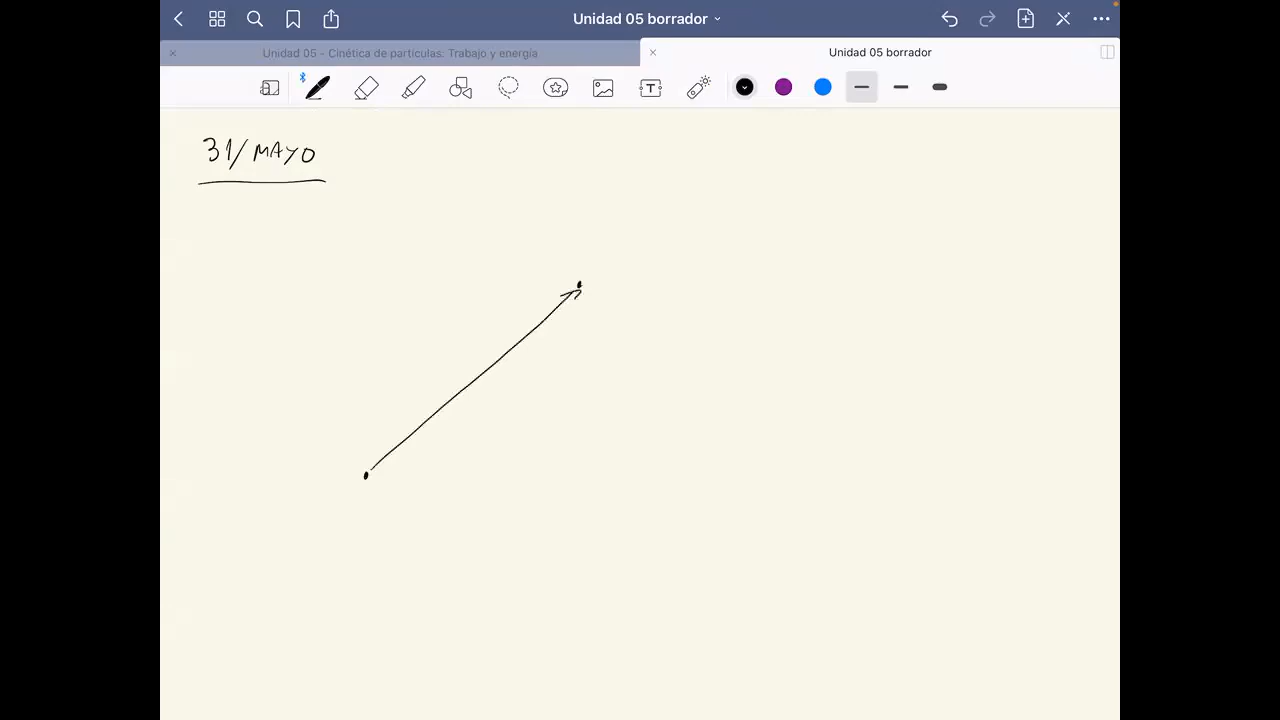 Unidad 05 borrador
Unidad 05 - Cinética de partículas: Trabajo y energía
Unidad 05 borrador
T
31/MAYO